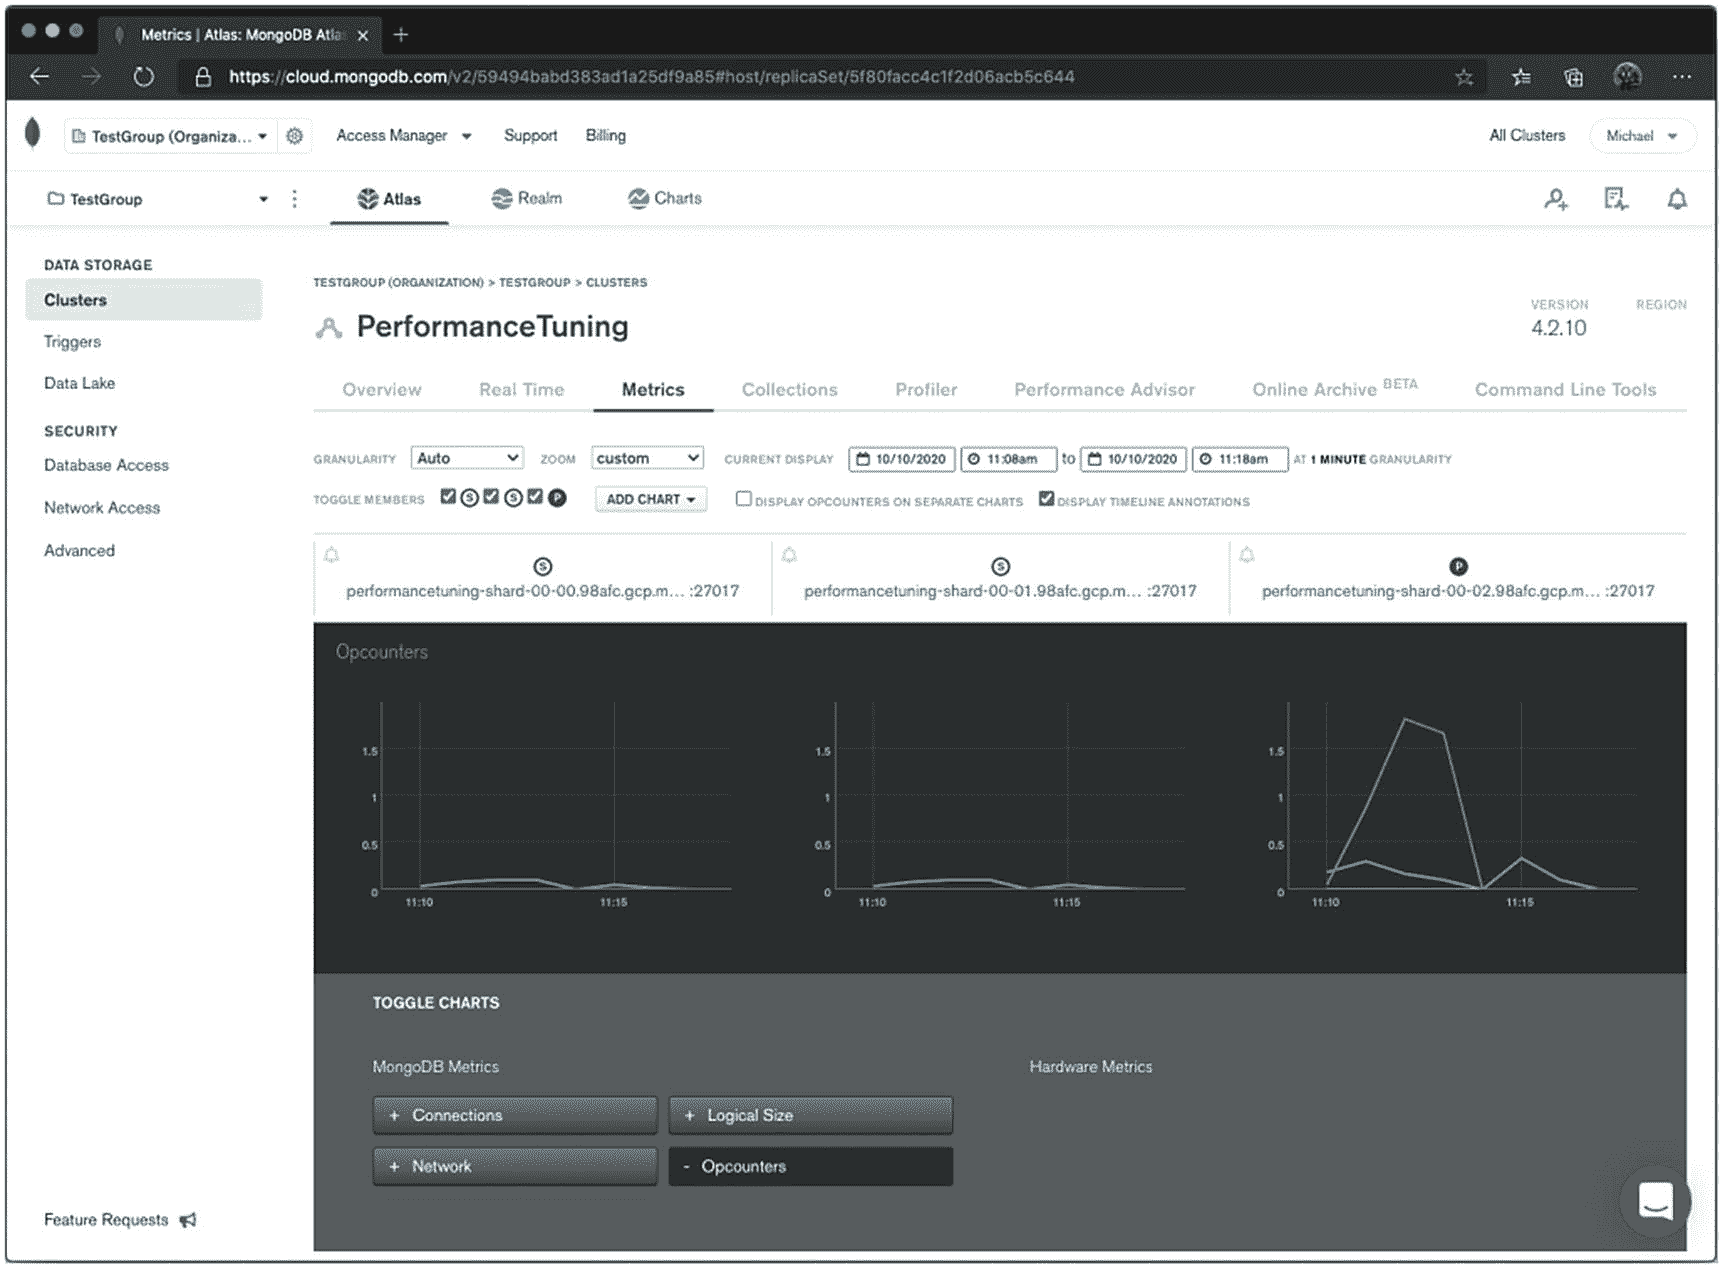 Metrics | Atlas: MongoDB Atla
https://cloud.mongodb.com/v2/59494babd383ad1a25df9a85#host/replicaSet/5f80facc4c1f2d06acb5c644
TestGroup (Organiza... Access Manager Support Billing All Clusters Michael
TestGroup Atlas Realm Charts
DATA STORAGE
Clusters
Triggers
Data Lake
SECURITY
Database Access
Network Access
Advanced
Feature Requests
TESTGROUP (ORGANIZATION) > TESTGROUP > CLUSTERS
PerformanceTuning
VERSION REGION
4.2.10
Overview Real Time Metrics Collections Profiler Performance Advisor Online Archive BETA Command Line Tools
GRANULARITY Auto ZOOM custom CURRENT DISPLAY 10/10/2020 11:08am to 10/10/2020 11:18am AT 1 MINUTE GRANULARITY
TOGGLE MEMBERS S S P ADD CHART DISPLAY OPCOUNTERS ON SEPARATE CHARTS DISPLAY TIMELINE ANNOTATIONS
S S P
performancetuning-shard-00-00.98afc.gcp.m... :27017 performancetuning-shard-00-01.98afc.gcp.m... :27017 performancetuning-shard-00-02.98afc.gcp.m... :27017
Opcounters
1.5 1.5 1.5
1 1 1
0.5 0.5 0.5
0 0 0
11:10 11:15 11:10 11:15 11:10 11:15
TOGGLE CHARTS
MongoDB Metrics Hardware Metrics
+ Connections + Logical Size
+ Network - Opcounters